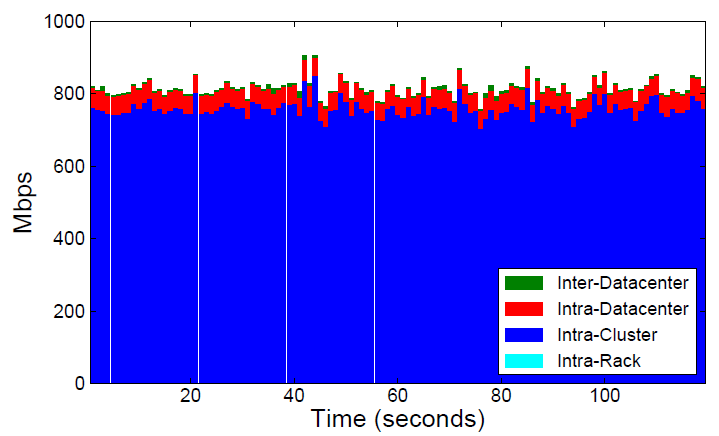 1000
800
600
400
200
0
Mbps
Inter-Datacenter
Intra-Datacenter
Intra-Cluster
Intra-Rack
20 40 60 80 100
Time (seconds)